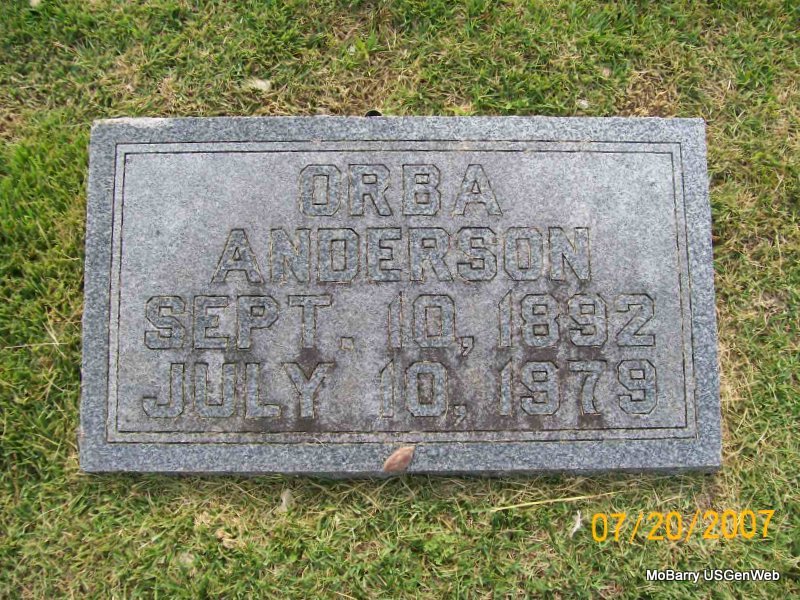 ORBA
ANDERSON
SEPT. 10, 1892
JULY 10, 1979
07/20/2007
MoBarry USGenWeb